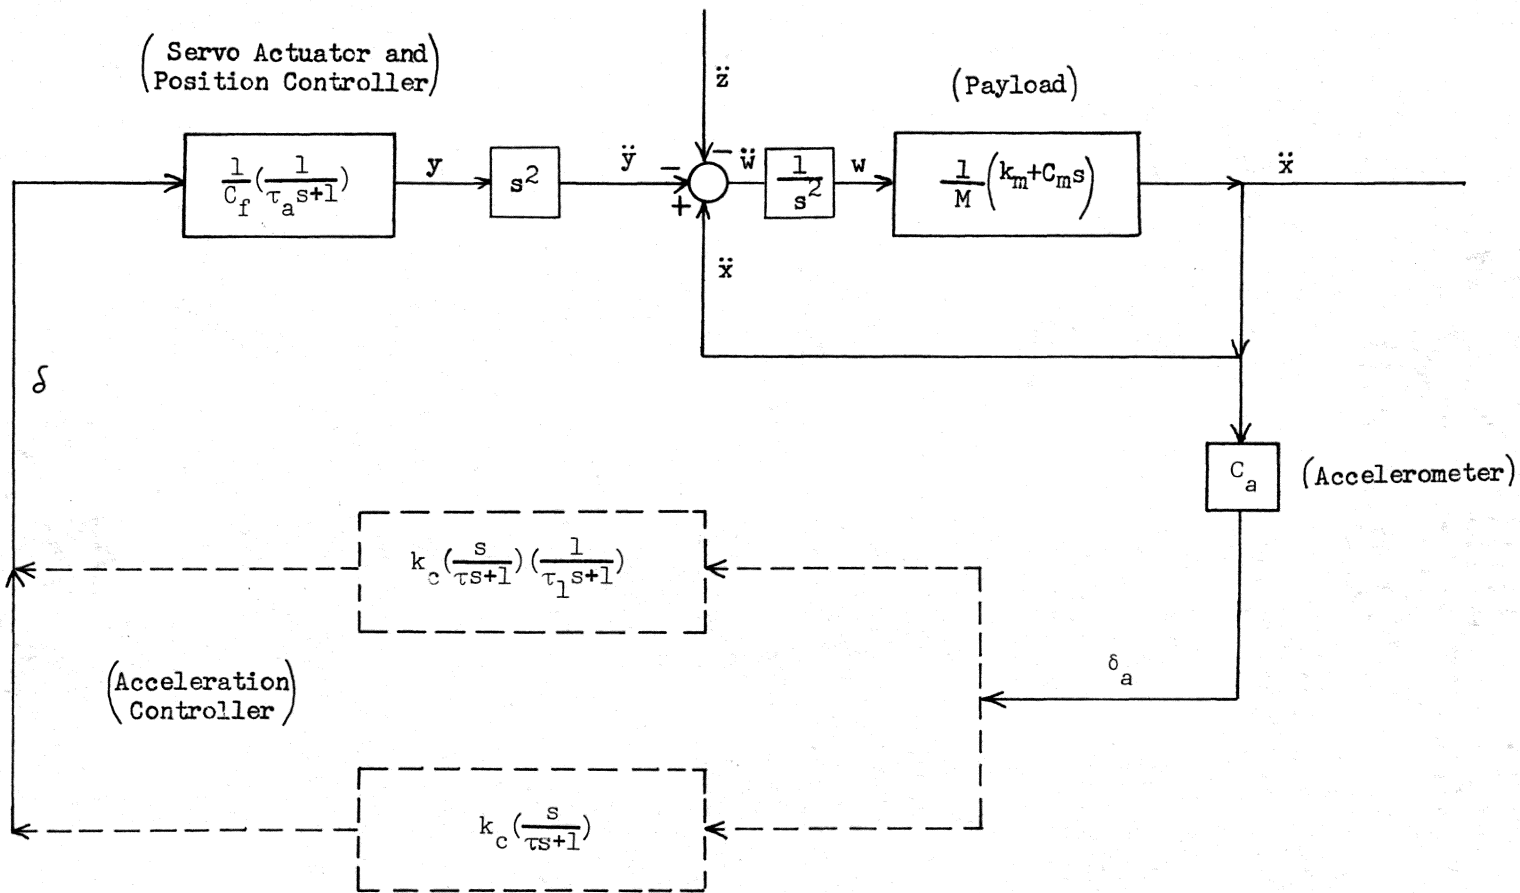 (Servo Actuator and
Position Controller)
z̈
(Payload)
1/C_f (1/(τ_a s+1))
y
s²
ÿ
−
−
+
ẅ
1/s²
w
1/M (k_m+C_m s)
ẍ
ẍ
δ
C_a
(Accelerometer)
k_c (s/(τs+1)) (1/(τ_1 s+1))
δ_a
(Acceleration
Controller)
k_c (s/(τs+1))